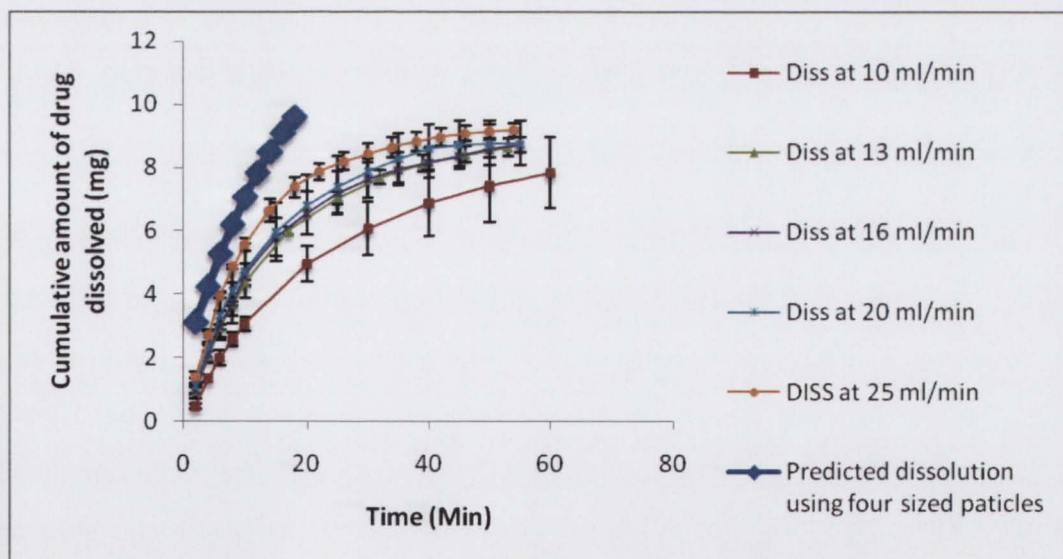 Cumulative amount of drug
dissolved (mg)
12
10
8
6
4
2
0
0
20
40
60
80
Time (Min)
Diss at 10 ml/min
Diss at 13 ml/min
Diss at 16 ml/min
Diss at 20 ml/min
DISS at 25 ml/min
Predicted dissolution
using four sized paticles